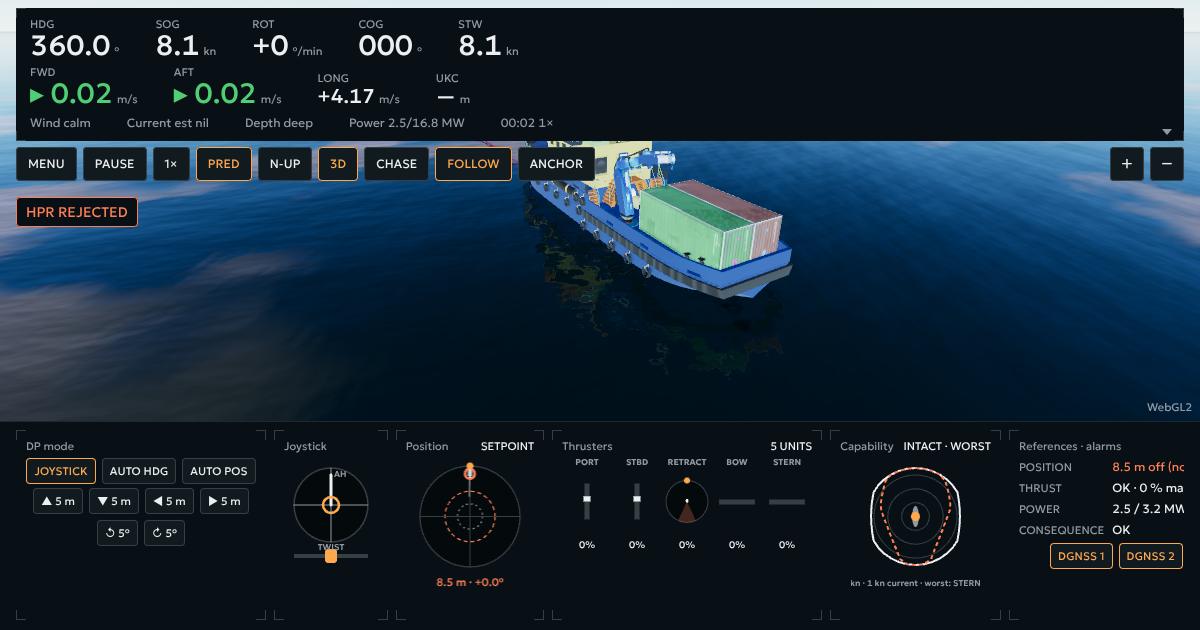 HDG SOG ROT COG STW
360.0 ° 8.1 kn +0 °/min 000 ° 8.1 kn
FWD AFT LONG UKC
▶ 0.02 m/s ▶ 0.02 m/s +4.17 m/s — m
Wind calm Current est nil Depth deep Power 2.5/16.8 MW 00:02 1×
MENU PAUSE 1× PRED N-UP 3D CHASE FOLLOW ANCHOR + −
HPR REJECTED
WebGL2
DP mode
JOYSTICK AUTO HDG AUTO POS
▲ 5 m ▼ 5 m ◀ 5 m ▶ 5 m
↺ 5° ↻ 5°
Joystick
AH
TWIST
Position SETPOINT
8.5 m · +0.0°
Thrusters 5 UNITS
PORT STBD RETRACT BOW STERN
0% 0% 0% 0% 0%
Capability INTACT · WORST
kn · 1 kn current · worst: STERN
References · alarms
POSITION 8.5 m off (no
THRUST OK · 0 % ma
POWER 2.5 / 3.2 MW
CONSEQUENCE OK
DGNSS 1 DGNSS 2